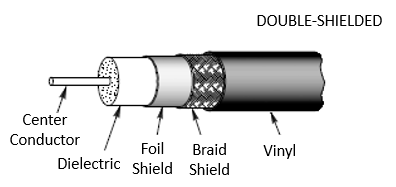 DOUBLE-SHIELDED
Center
Conductor
Dielectric
Foil
Shield
Braid
Shield
Vinyl